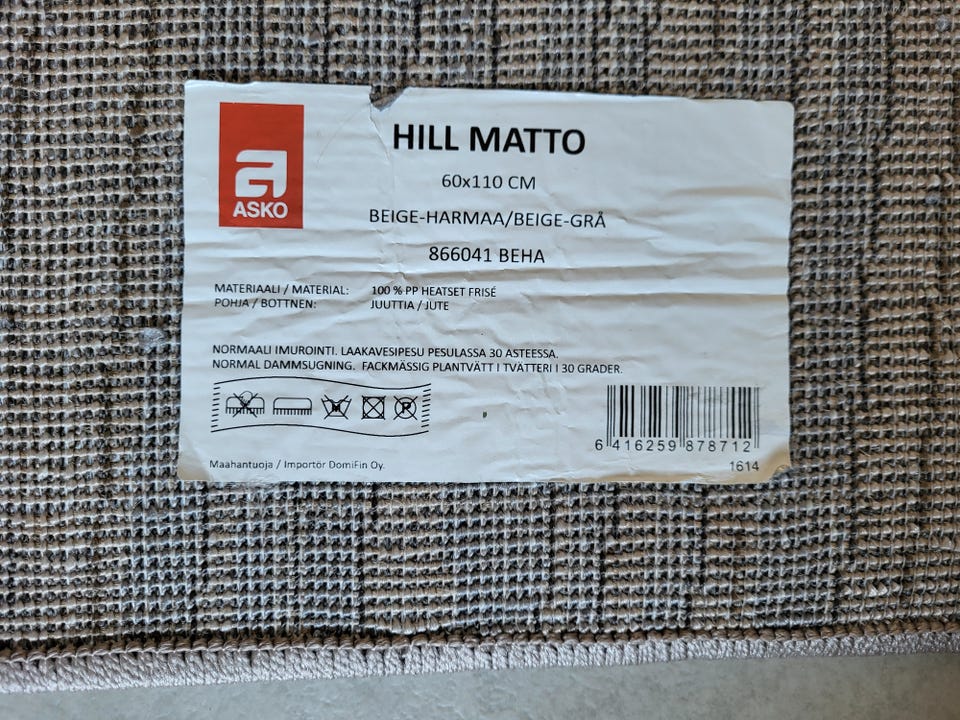 a
ASKO
HILL MATTO
60x110 CM
BEIGE-HARMAA/BEIGE-GRÅ
866041 BEHA
MATERIAALI / MATERIAL: 100 % PP HEATSET FRISÉ
POHJA / BOTTNEN: JUUTTIA / JUTE
NORMAALI IMUROINTI. LAAKAVESIPESU PESULASSA 30 ASTEESSA.
NORMAL DAMMSUGNING. FACKMÄSSIG PLANTVÄTT I TVÄTTERI I 30 GRADER.
P
6 416259 878712
1614
Maahantuoja / Importör DomiFin Oy.